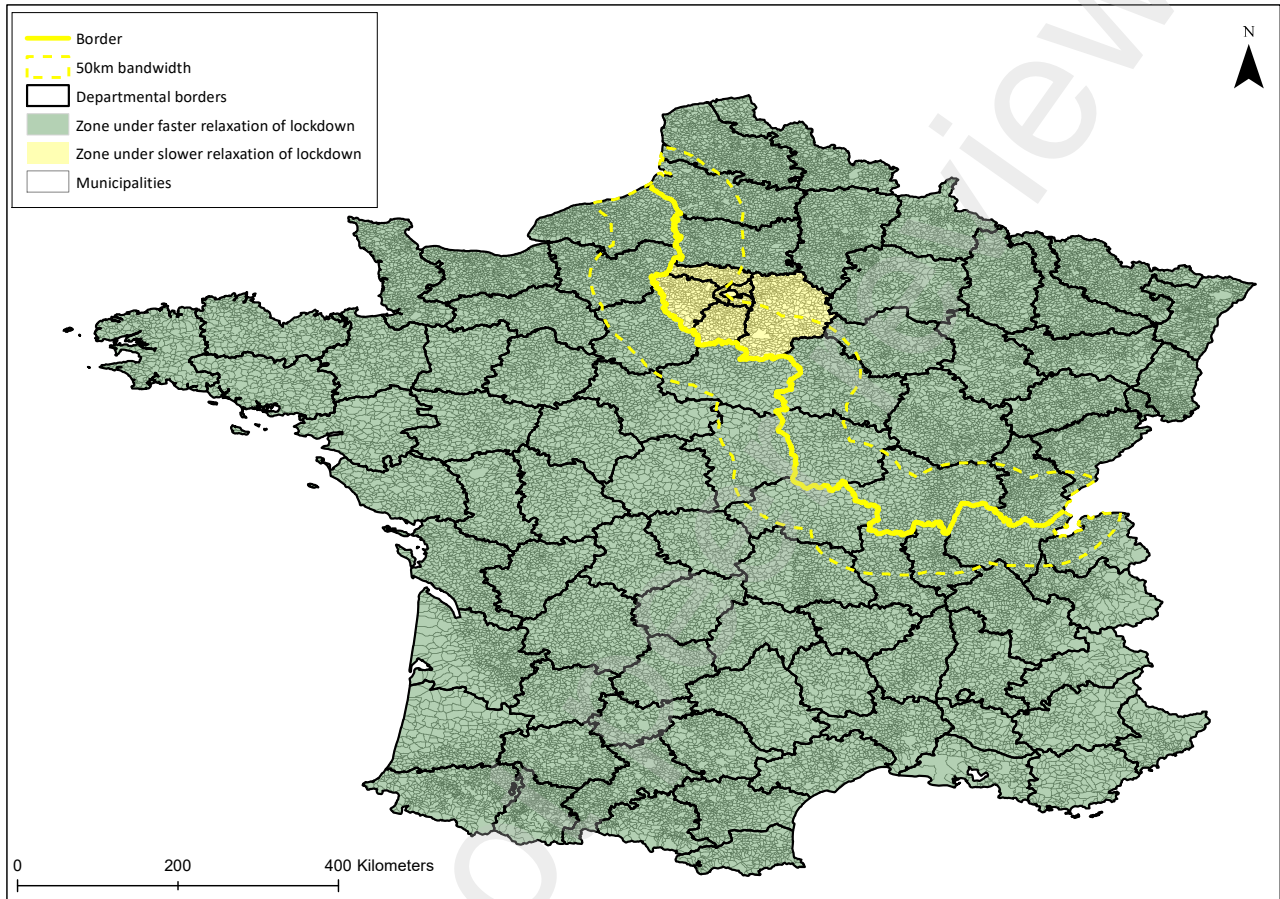 Border
50km bandwidth
Departmental borders
Zone under faster relaxation of lockdown
Zone under slower relaxation of lockdown
Municipalities
N
0 200 400 Kilometers